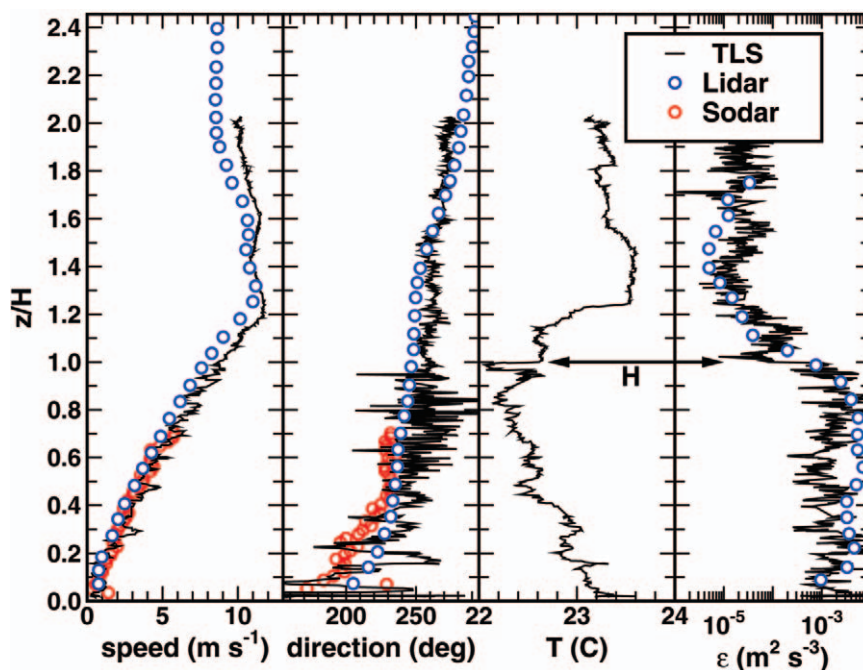 TLS
Lidar
Sodar
2.4
2.2
2.0
1.8
1.6
1.4
1.2
1.0
0.8
0.6
0.4
0.2
0.0
z/H
H
0 5 10
200 250
22 23 24
10⁻⁵ 10⁻³
speed (m s⁻¹)
direction (deg)
T (C)
ε (m² s⁻³)